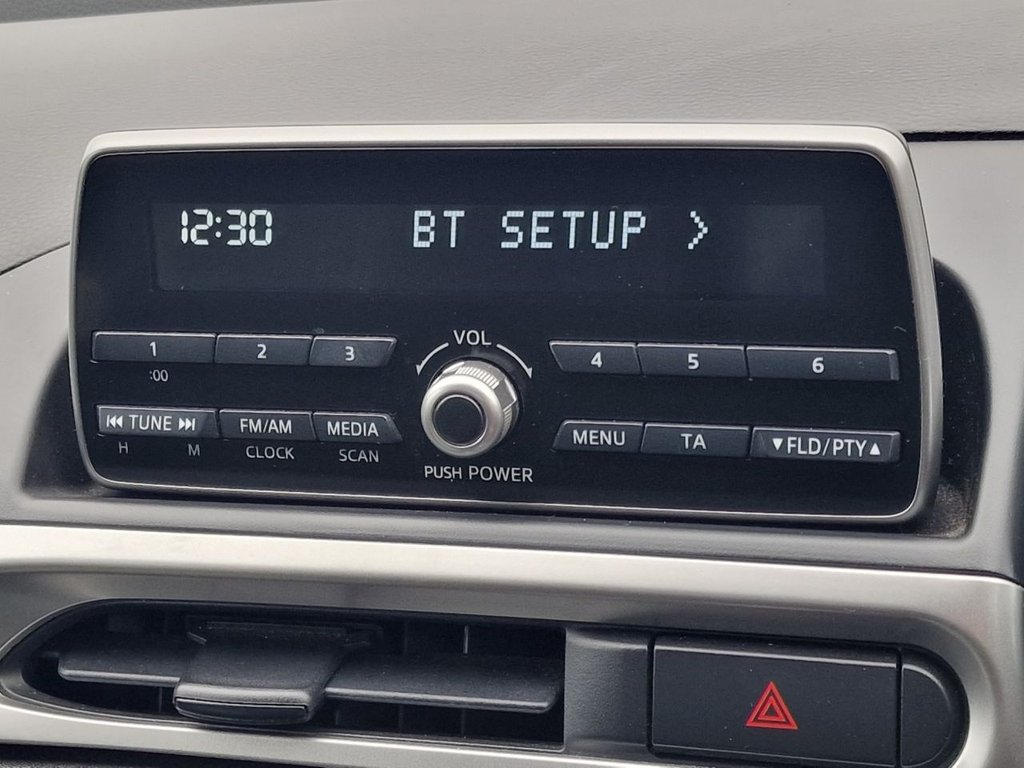 12:30 BT SETUP >
VOL
1 2 3 4 5 6
:00
⏮ TUNE ⏭ FM/AM MEDIA MENU TA ▼FLD/PTY▲
H M CLOCK SCAN
PUSH POWER